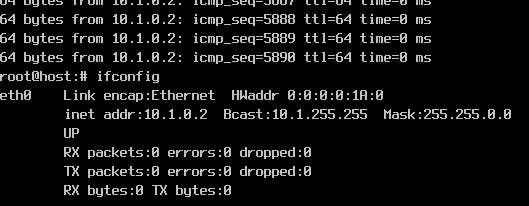 64 bytes from 10.1.0.2: icmp_seq=5887 ttl=64 time=0 ms
64 bytes from 10.1.0.2: icmp_seq=5888 ttl=64 time=0 ms
64 bytes from 10.1.0.2: icmp_seq=5889 ttl=64 time=0 ms
64 bytes from 10.1.0.2: icmp_seq=5890 ttl=64 time=0 ms
root@host:# ifconfig
eth0 Link encap:Ethernet HWaddr 0:0:0:0:1A:0
inet addr:10.1.0.2 Bcast:10.1.255.255 Mask:255.255.0.0
UP
RX packets:0 errors:0 dropped:0
TX packets:0 errors:0 dropped:0
RX bytes:0 TX bytes:0